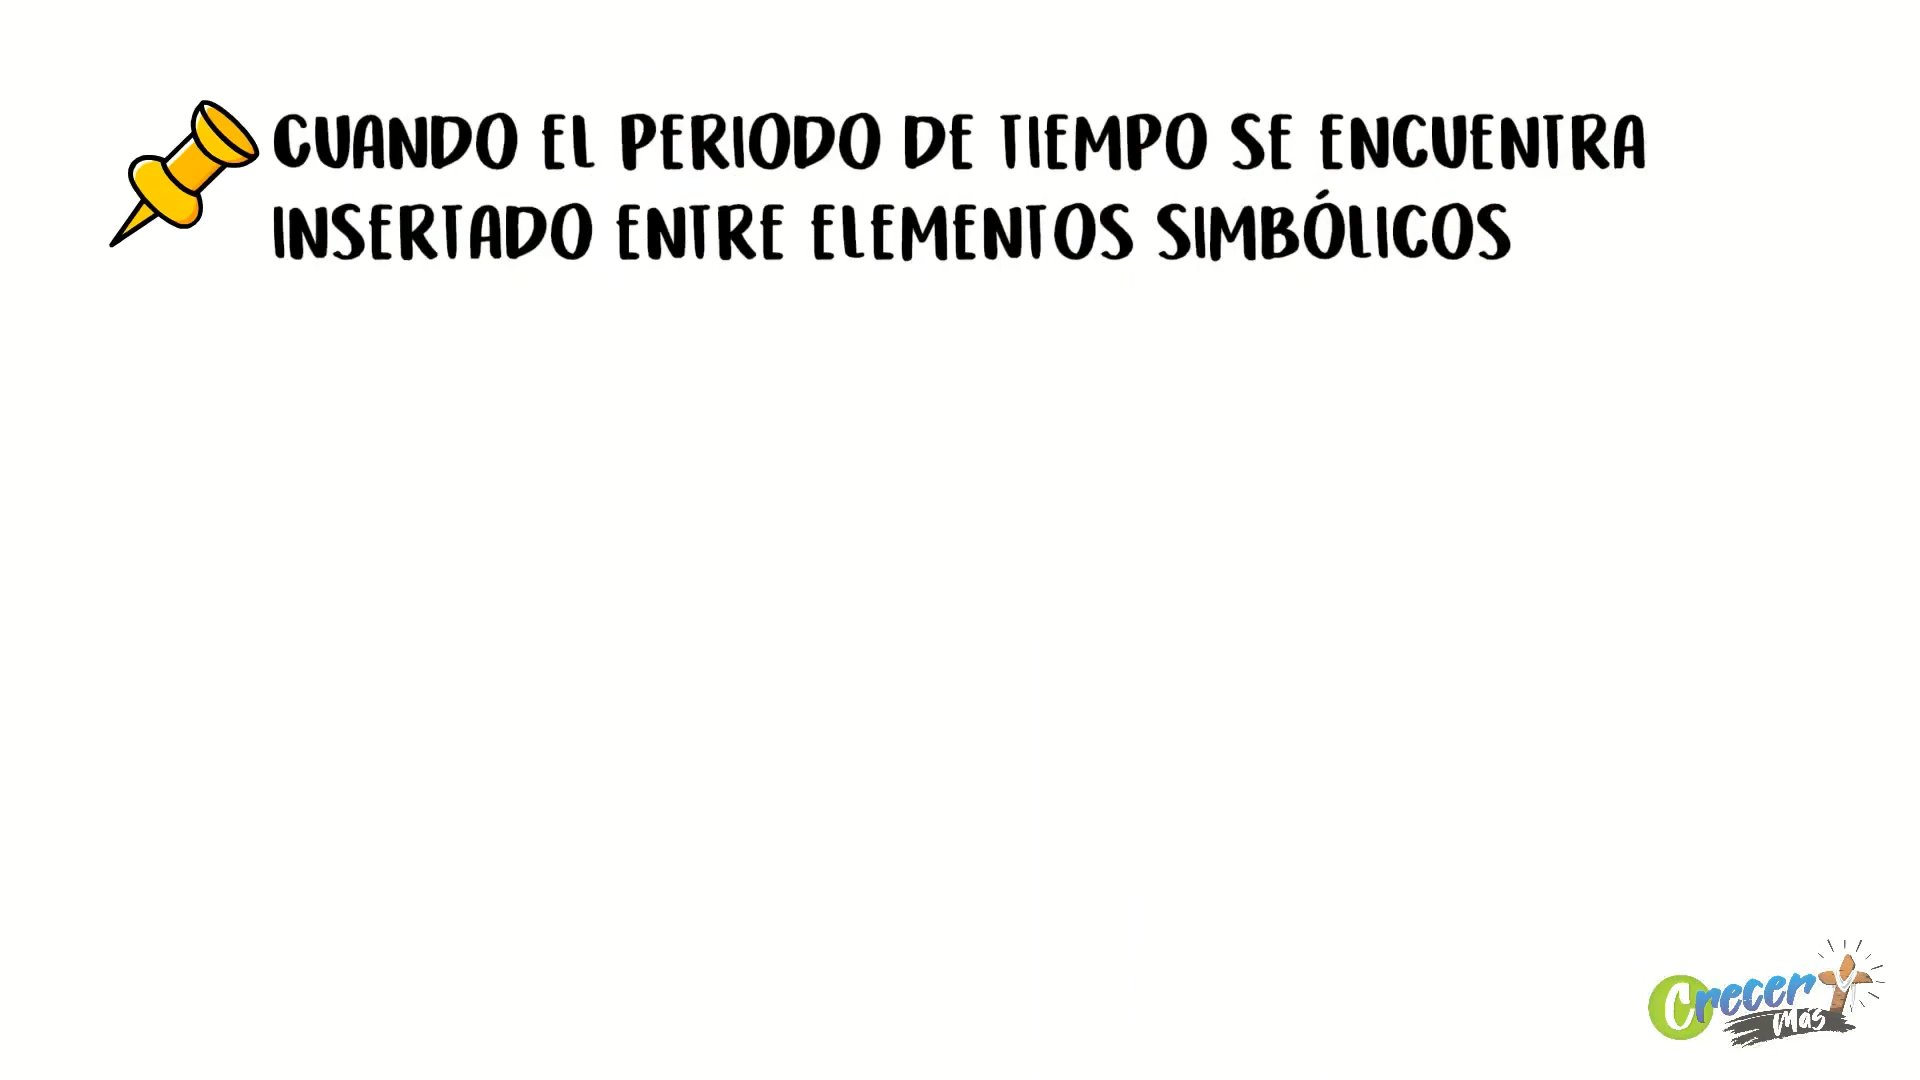 CUANDO EL PERIODO DE TIEMPO SE ENCUENTRA
INSERTADO ENTRE ELEMENTOS SIMBÓLICOS
Crecer
Más